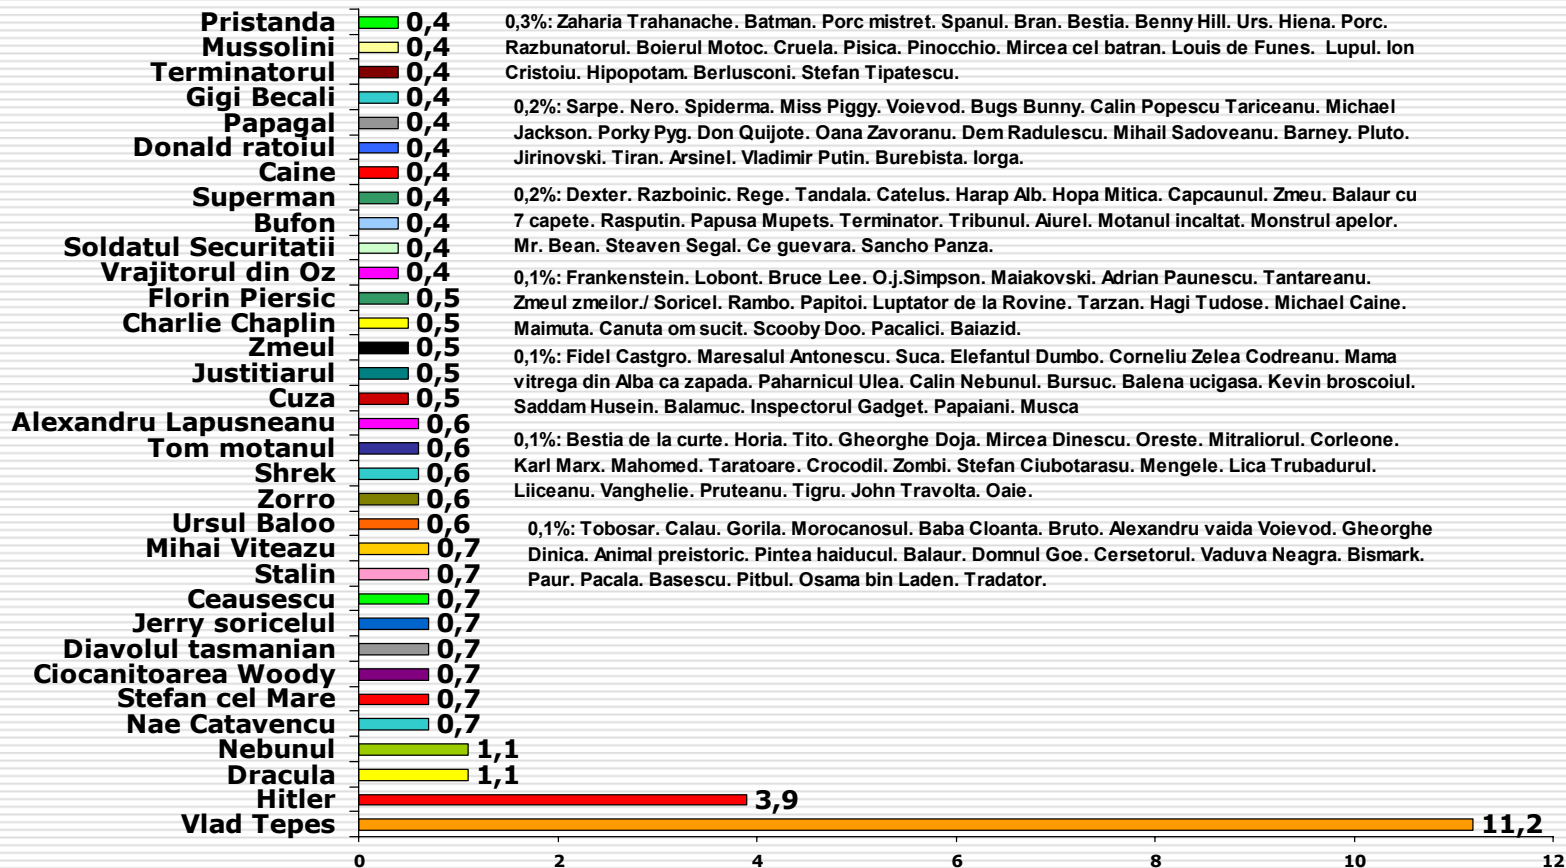 Pristanda 0,4
Mussolini 0,4
Terminatorul 0,4
Gigi Becali 0,4
Papagal 0,4
Donald ratoiul 0,4
Caine 0,4
Superman 0,4
Bufon 0,4
Soldatul Securitatii 0,4
Vrajitorul din Oz 0,4
Florin Piersic 0,5
Charlie Chaplin 0,5
Zmeul 0,5
Justitiarul 0,5
Cuza 0,5
Alexandru Lapusneanu 0,6
Tom motanul 0,6
Shrek 0,6
Zorro 0,6
Ursul Baloo 0,6
Mihai Viteazu 0,7
Stalin 0,7
Ceausescu 0,7
Jerry soricelul 0,7
Diavolul tasmanian 0,7
Ciocanitoarea Woody 0,7
Stefan cel Mare 0,7
Nae Catavencu 0,7
Nebunul 1,1
Dracula 1,1
Hitler 3,9
Vlad Tepes 11,2
0 2 4 6 8 10 12
0,3%: Zaharia Trahanache. Batman. Porc mistret. Spanul. Bran. Bestia. Benny Hill. Urs. Hiena. Porc.
Razbunatorul. Boierul Motoc. Cruela. Pisica. Pinocchio. Mircea cel batran. Louis de Funes. Lupul. Ion
Cristoiu. Hipopotam. Berlusconi. Stefan Tipatescu.
0,2%: Sarpe. Nero. Spiderma. Miss Piggy. Voievod. Bugs Bunny. Calin Popescu Tariceanu. Michael
Jackson. Porky Pyg. Don Quijote. Oana Zavoranu. Dem Radulescu. Mihail Sadoveanu. Barney. Pluto.
Jirinovski. Tiran. Arsinel. Vladimir Putin. Burebista. Iorga.
0,2%: Dexter. Razboinic. Rege. Tandala. Catelus. Harap Alb. Hopa Mitica. Capcaunul. Zmeu. Balaur cu
7 capete. Rasputin. Papusa Mupets. Terminator. Tribunul. Aiurel. Motanul incaltat. Monstrul apelor.
Mr. Bean. Steaven Segal. Ce guevara. Sancho Panza.
0,1%: Frankenstein. Lobont. Bruce Lee. O.j.Simpson. Maiakovski. Adrian Paunescu. Tantareanu.
Zmeul zmeilor./ Soricel. Rambo. Papitoi. Luptator de la Rovine. Tarzan. Hagi Tudose. Michael Caine.
Maimuta. Canuta om sucit. Scooby Doo. Pacalici. Baiazid.
0,1%: Fidel Castgro. Maresalul Antonescu. Suca. Elefantul Dumbo. Corneliu Zelea Codreanu. Mama
vitrega din Alba ca zapada. Paharnicul Ulea. Calin Nebunul. Bursuc. Balena ucigasa. Kevin broscoiul.
Saddam Husein. Balamuc. Inspectorul Gadget. Papaiani. Musca
0,1%: Bestia de la curte. Horia. Tito. Gheorghe Doja. Mircea Dinescu. Oreste. Mitraliorul. Corleone.
Karl Marx. Mahomed. Taratoare. Crocodil. Zombi. Stefan Ciubotarasu. Mengele. Lica Trubadurul.
Liiceanu. Vanghelie. Pruteanu. Tigru. John Travolta. Oaie.
0,1%: Tobosar. Calau. Gorila. Morocanosul. Baba Cloanta. Bruto. Alexandru vaida Voievod. Gheorghe
Dinica. Animal preistoric. Pintea haiducul. Balaur. Domnul Goe. Cersetorul. Vaduva Neagra. Bismark.
Paur. Pacala. Basescu. Pitbul. Osama bin Laden. Tradator.